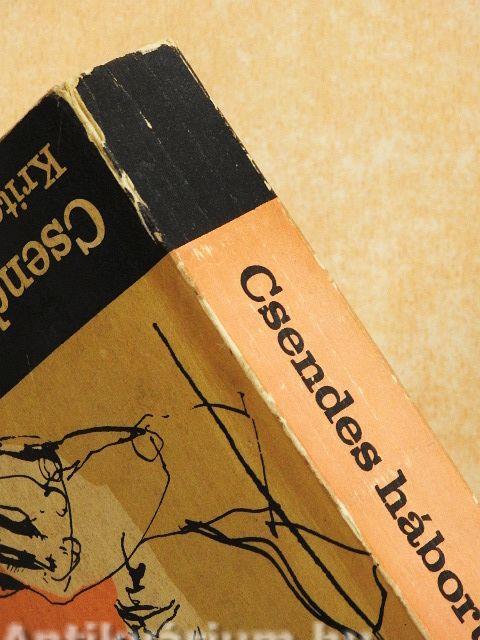 Csend
Krit
Csendes hábor
Antikvárium.hu